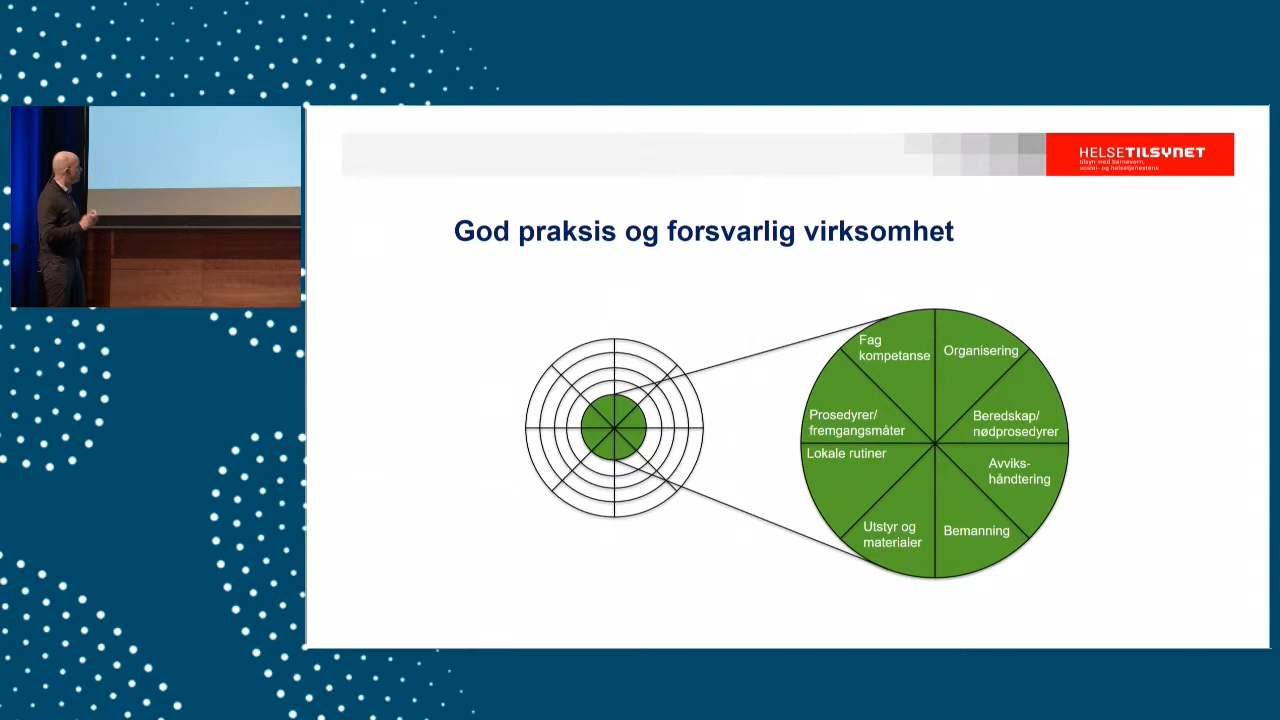 HELSETILSYNET
tilsyn med barnevern,
sosial- og helsetjenestene
God praksis og forsvarlig virksomhet
Fag
kompetanse
Organisering
Prosedyrer/
fremgangsmåter
Beredskap/
nødprosedyrer
Lokale rutiner
Avviks-
håndtering
Utstyr og
materialer
Bemanning